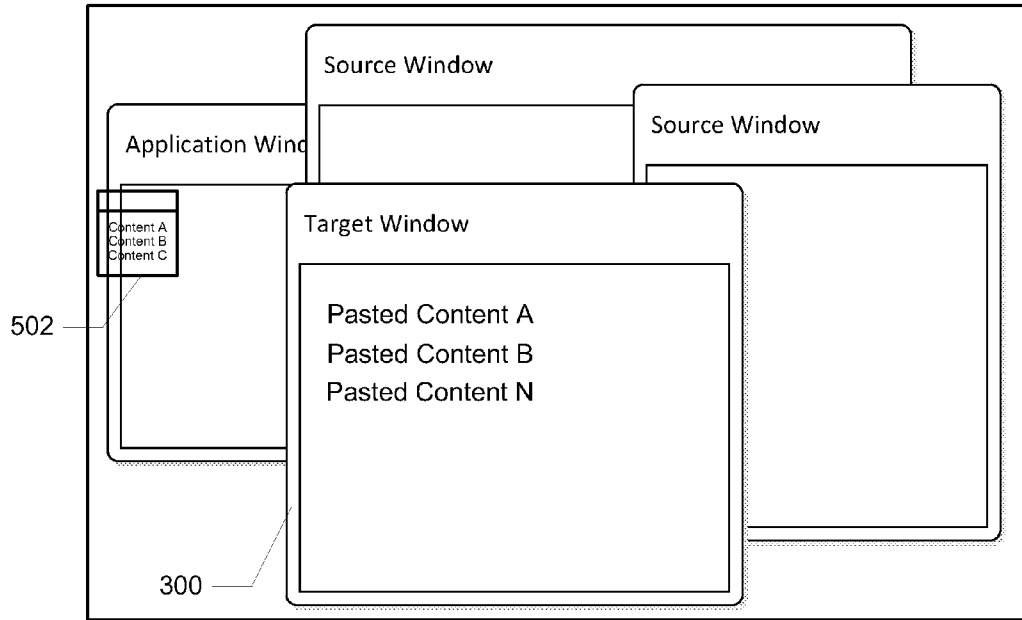 Source Window
Source Window
Application Wind
Content A
Content B
Content C
Target Window
Pasted Content A
Pasted Content B
Pasted Content N
502
300